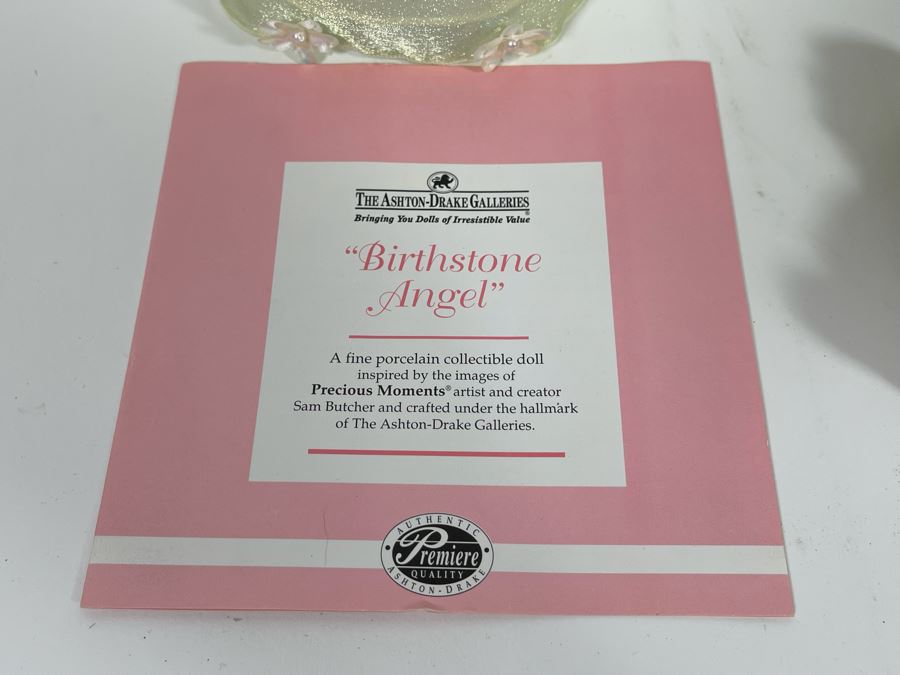 THE ASHTON-DRAKE GALLERIES®
Bringing You Dolls of Irresistible Value
"Birthstone
Angel"
A fine porcelain collectible doll
inspired by the images of
Precious Moments® artist and creator
Sam Butcher and crafted under the hallmark
of The Ashton-Drake Galleries.
AUTHENTIC
Premiere
QUALITY
ASHTON-DRAKE